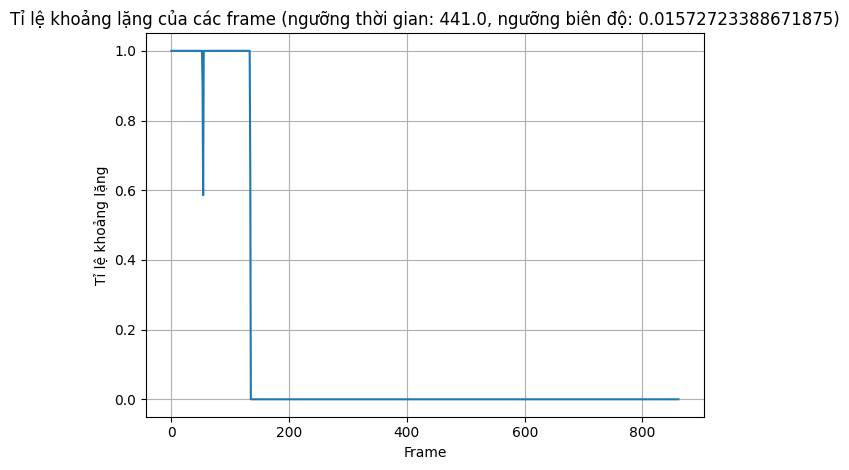 Tỉ lệ khoảng lặng của các frame (ngưỡng thời gian: 441.0, ngưỡng biên độ: 0.01572723388671875)
1.0
0.8
0.6
0.4
0.2
0.0
Tỉ lệ khoảng lặng
0 200 400 600 800
Frame